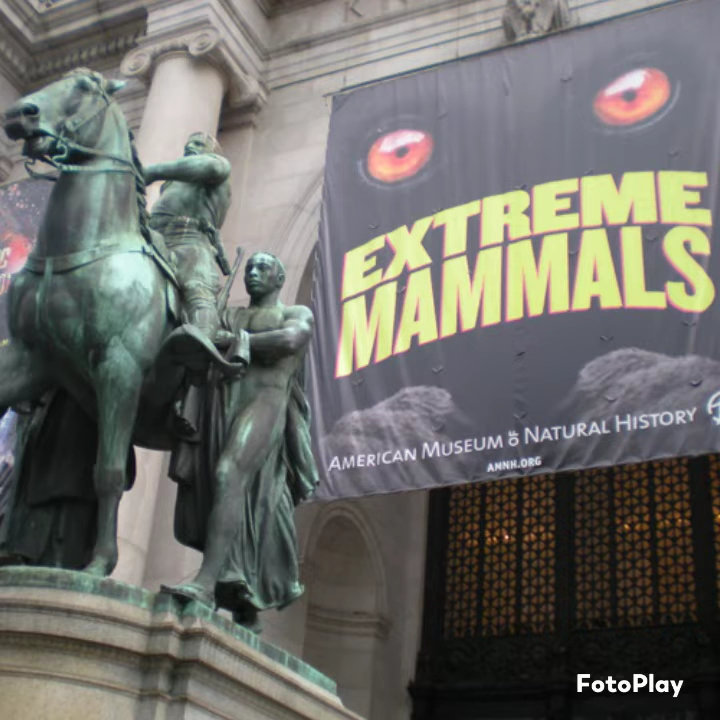 EXTREME
MAMMALS
AMERICAN MUSEUM OF NATURAL HISTORY
AMNH.ORG
FotoPlay